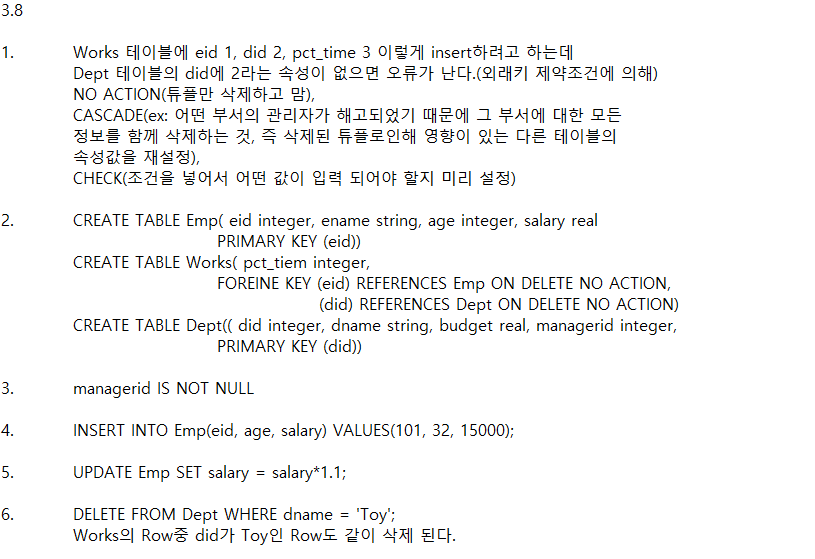 3.8
1. Works 테이블에 eid 1, did 2, pct_time 3 이렇게 insert하려고 하는데
Dept 테이블의 did에 2라는 속성이 없으면 오류가 난다.(외래키 제약조건에 의해)
NO ACTION(튜플만 삭제하고 맘),
CASCADE(ex: 어떤 부서의 관리자가 해고되었기 때문에 그 부서에 대한 모든
정보를 함께 삭제하는 것, 즉 삭제된 튜플로인해 영향이 있는 다른 테이블의
속성값을 재설정),
CHECK(조건을 넣어서 어떤 값이 입력 되어야 할지 미리 설정)
2. CREATE TABLE Emp( eid integer, ename string, age integer, salary real
PRIMARY KEY (eid))
CREATE TABLE Works( pct_tiem integer,
FOREINE KEY (eid) REFERENCES Emp ON DELETE NO ACTION,
(did) REFERENCES Dept ON DELETE NO ACTION)
CREATE TABLE Dept(( did integer, dname string, budget real, managerid integer,
PRIMARY KEY (did))
3. managerid IS NOT NULL
4. INSERT INTO Emp(eid, age, salary) VALUES(101, 32, 15000);
5. UPDATE Emp SET salary = salary*1.1;
6. DELETE FROM Dept WHERE dname = 'Toy';
Works의 Row중 did가 Toy인 Row도 같이 삭제 된다.